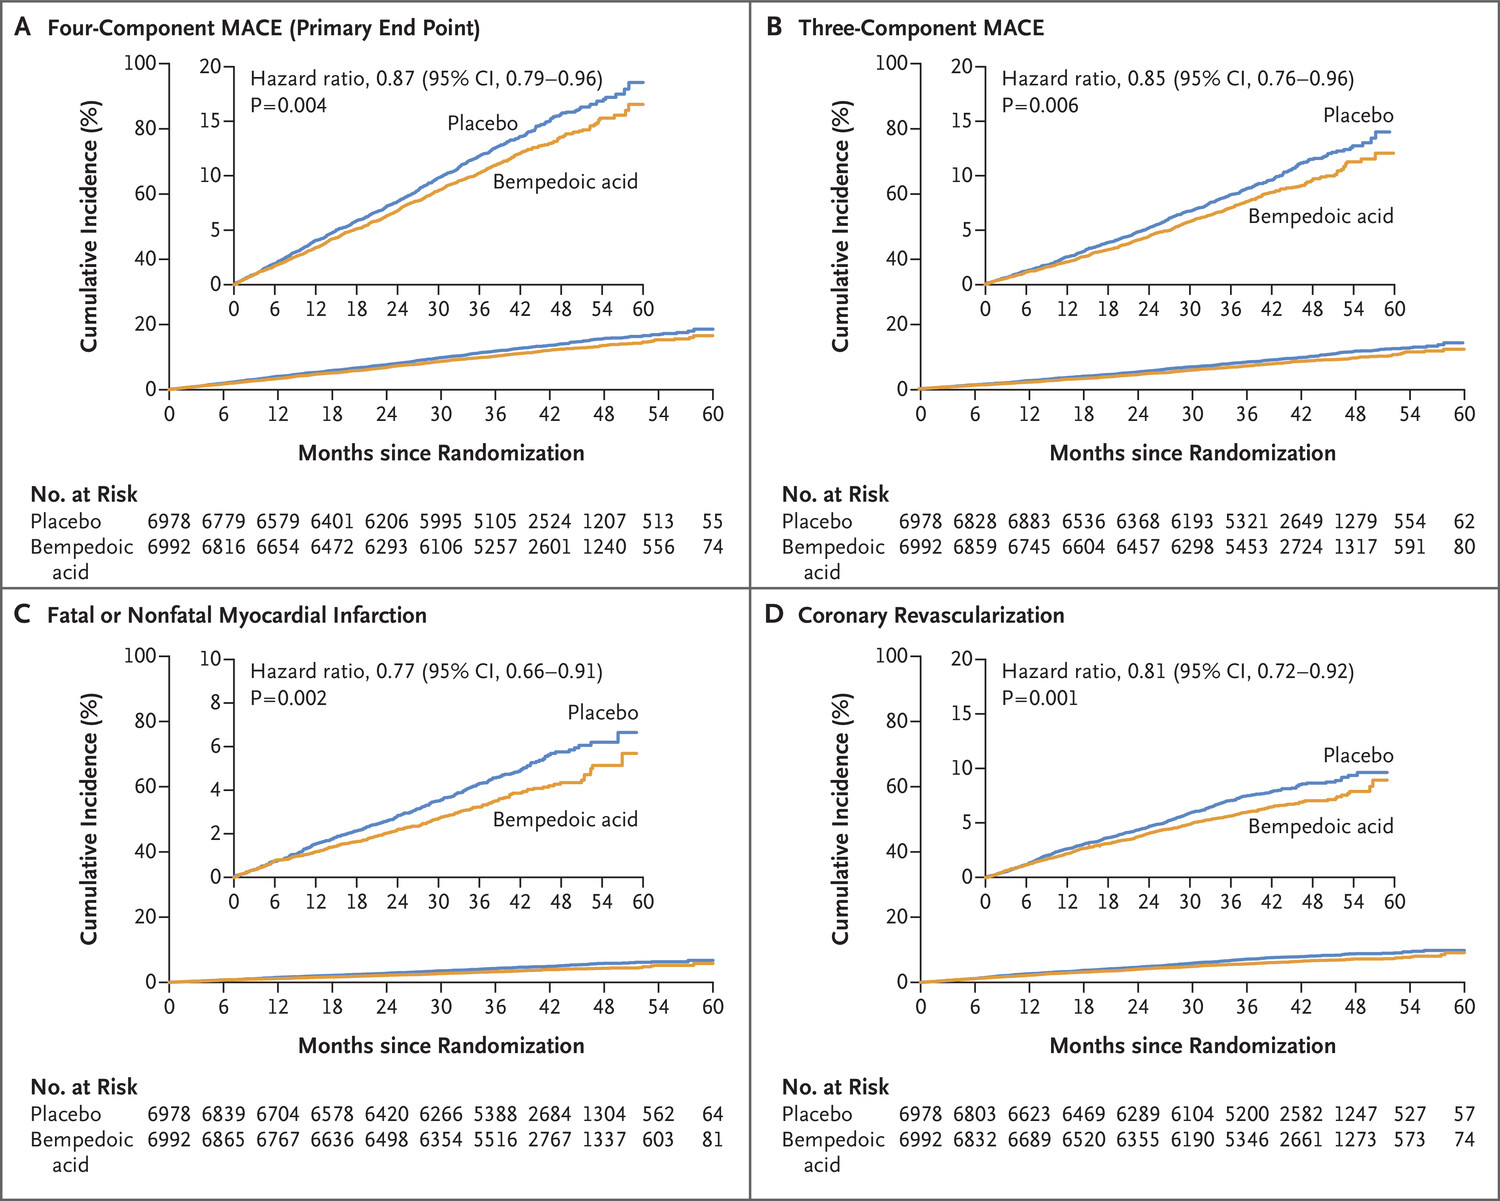 A Four-Component MACE (Primary End Point)
Cumulative Incidence (%)
100
80
60
40
20
0
20
15
10
5
0
Hazard ratio, 0.87 (95% CI, 0.79–0.96)
P=0.004
Placebo
Bempedoic acid
0 6 12 18 24 30 36 42 48 54 60
0 6 12 18 24 30 36 42 48 54 60
Months since Randomization
No. at Risk
Placebo 6978 6779 6579 6401 6206 5995 5105 2524 1207 513 55
Bempedoic 6992 6816 6654 6472 6293 6106 5257 2601 1240 556 74
acid
B Three-Component MACE
Cumulative Incidence (%)
100
80
60
40
20
0
20
15
10
5
0
Hazard ratio, 0.85 (95% CI, 0.76–0.96)
P=0.006
Placebo
Bempedoic acid
0 6 12 18 24 30 36 42 48 54 60
0 6 12 18 24 30 36 42 48 54 60
Months since Randomization
No. at Risk
Placebo 6978 6828 6883 6536 6368 6193 5321 2649 1279 554 62
Bempedoic 6992 6859 6745 6604 6457 6298 5453 2724 1317 591 80
acid
C Fatal or Nonfatal Myocardial Infarction
Cumulative Incidence (%)
100
80
60
40
20
0
10
8
6
4
2
0
Hazard ratio, 0.77 (95% CI, 0.66–0.91)
P=0.002
Placebo
Bempedoic acid
0 6 12 18 24 30 36 42 48 54 60
0 6 12 18 24 30 36 42 48 54 60
Months since Randomization
No. at Risk
Placebo 6978 6839 6704 6578 6420 6266 5388 2684 1304 562 64
Bempedoic 6992 6865 6767 6636 6498 6354 5516 2767 1337 603 81
acid
D Coronary Revascularization
Cumulative Incidence (%)
100
80
60
40
20
0
20
15
10
5
0
Hazard ratio, 0.81 (95% CI, 0.72–0.92)
P=0.001
Placebo
Bempedoic acid
0 6 12 18 24 30 36 42 48 54 60
0 6 12 18 24 30 36 42 48 54 60
Months since Randomization
No. at Risk
Placebo 6978 6803 6623 6469 6289 6104 5200 2582 1247 527 57
Bempedoic 6992 6832 6689 6520 6355 6190 5346 2661 1273 573 74
acid